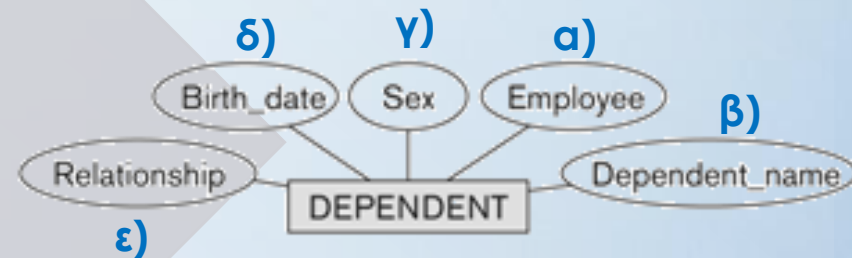 δ)
γ)
α)
Birth_date
Sex
Employee
β)
Relationship
Dependent_name
DEPENDENT
ε)